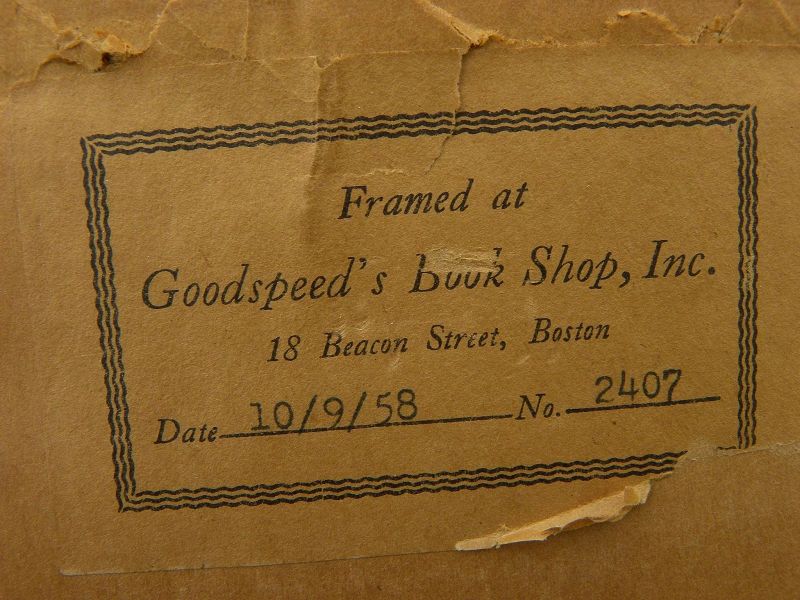 Framed at
Goodspeed's Book Shop, Inc.
18 Beacon Street, Boston
Date 10/9/58 No. 2407